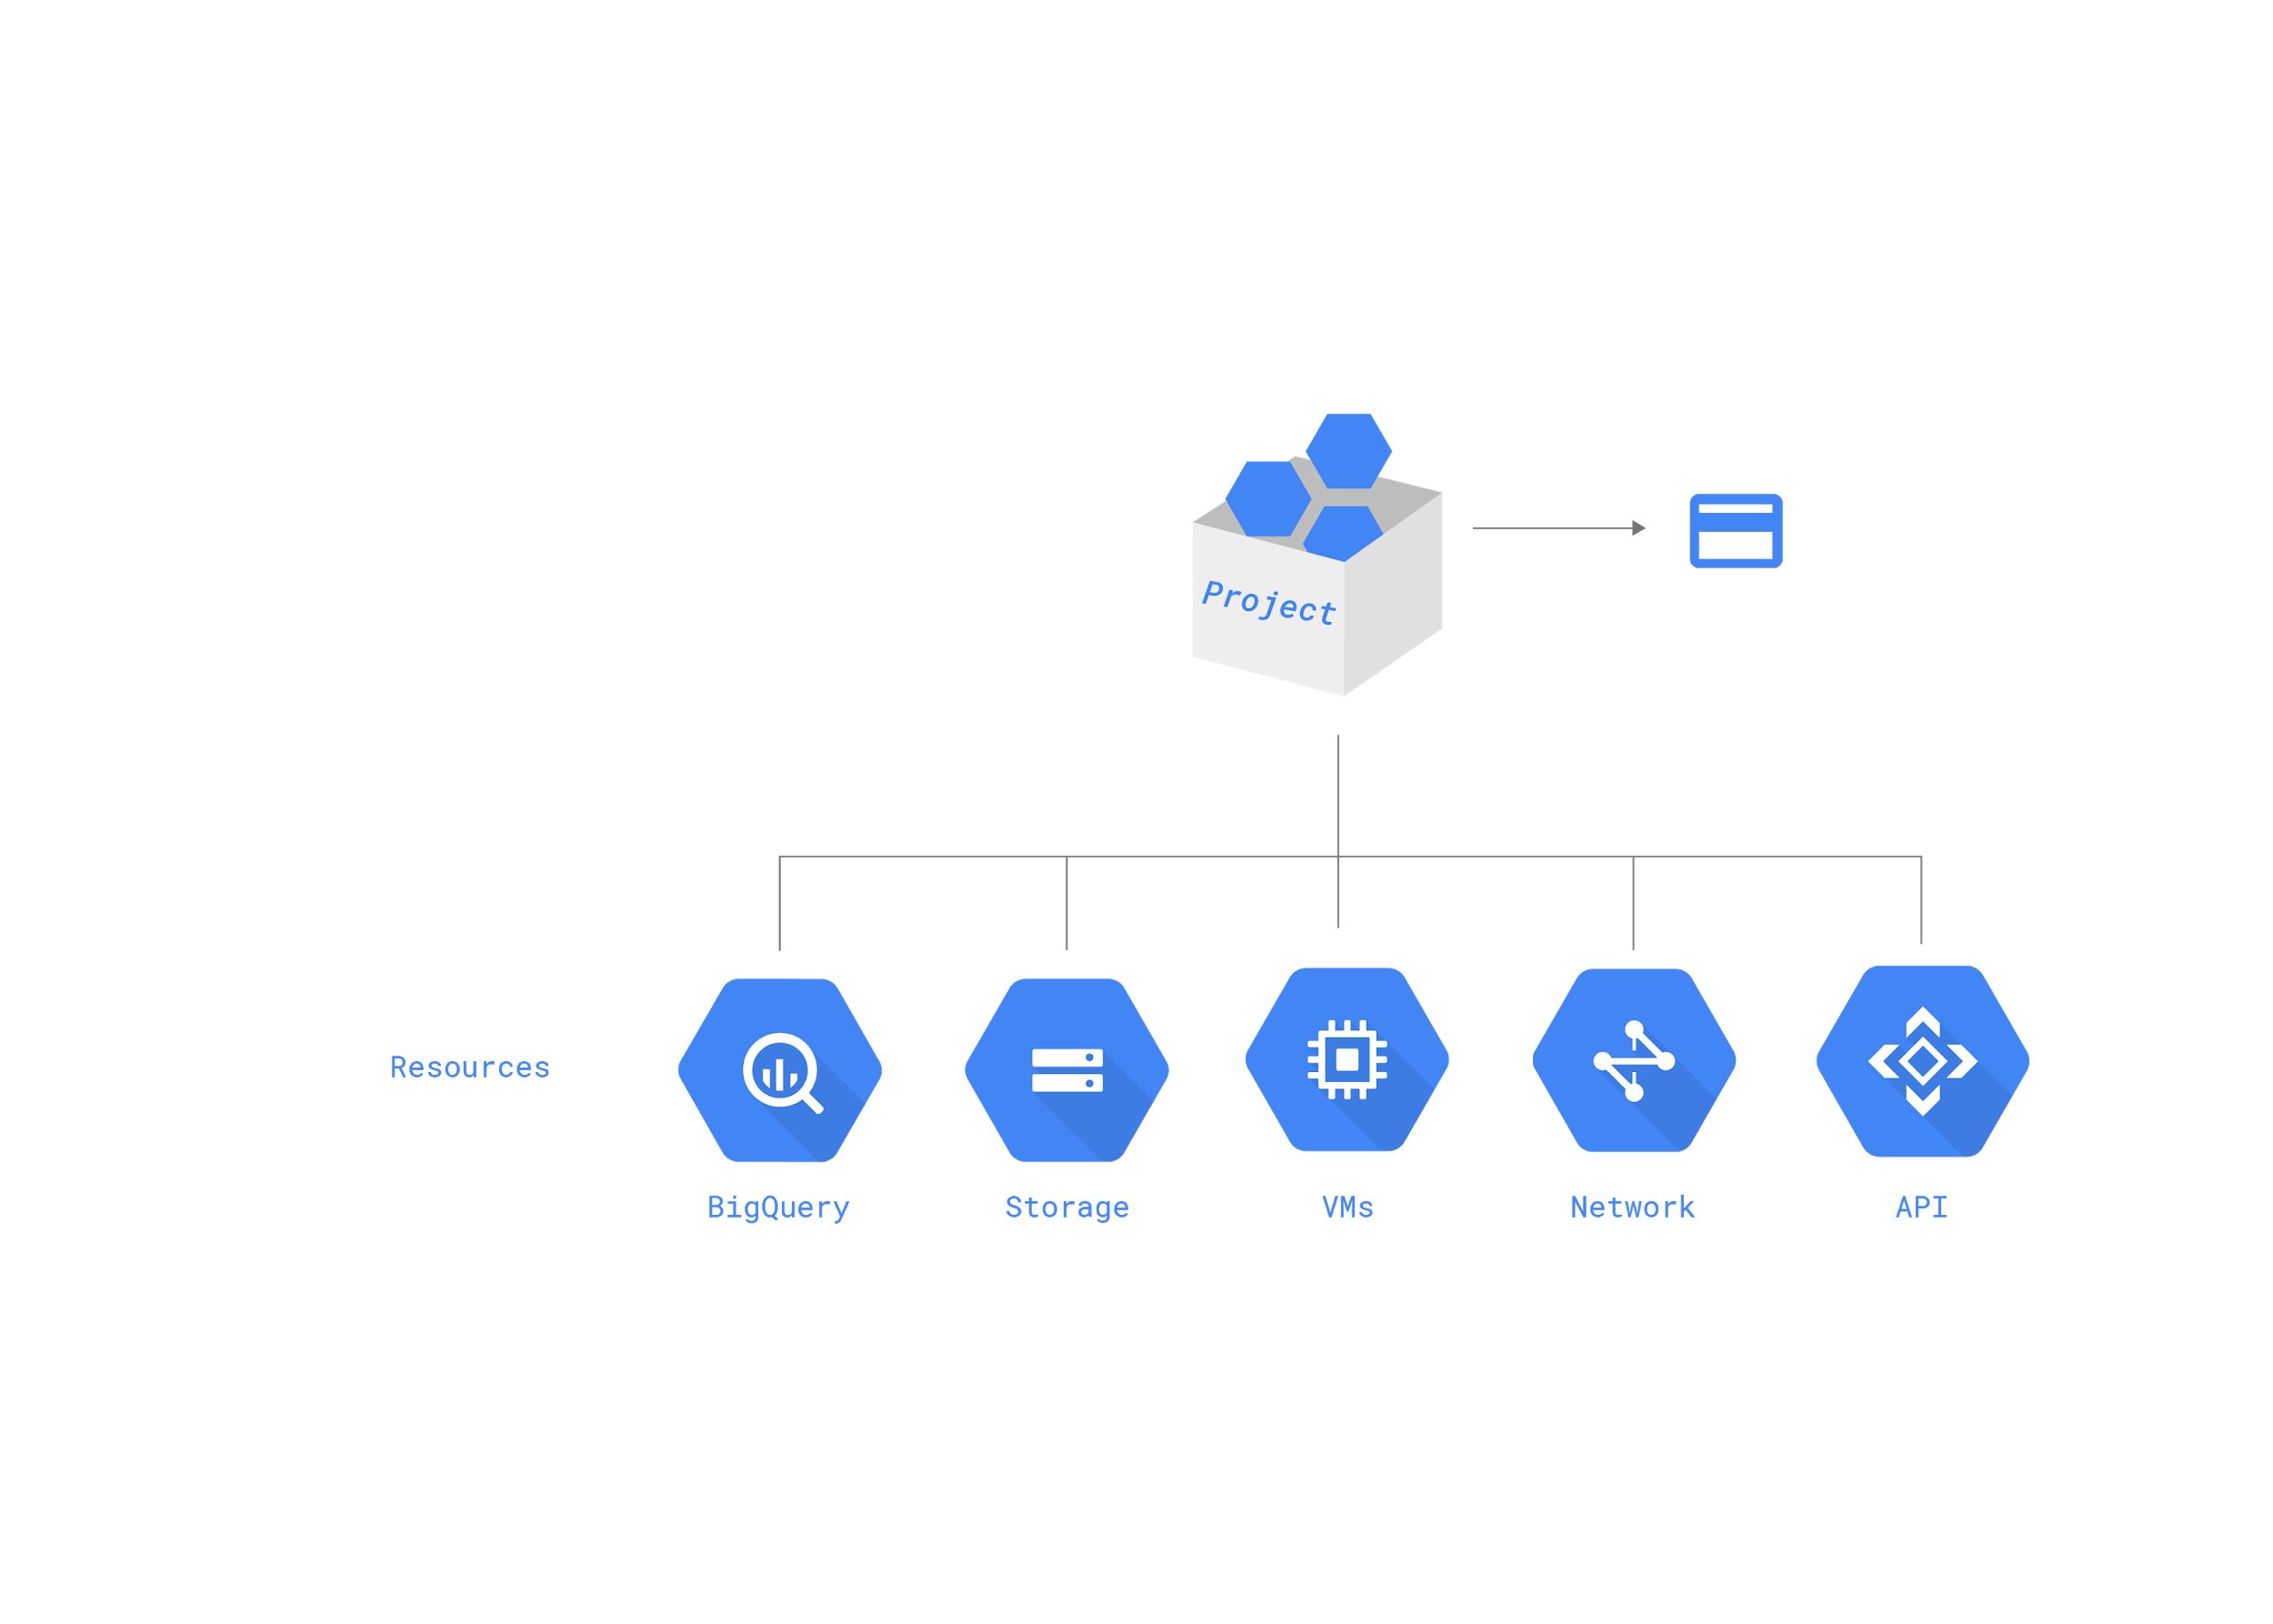 Project
Resources
BigQuery
Storage
VMs
Network
API